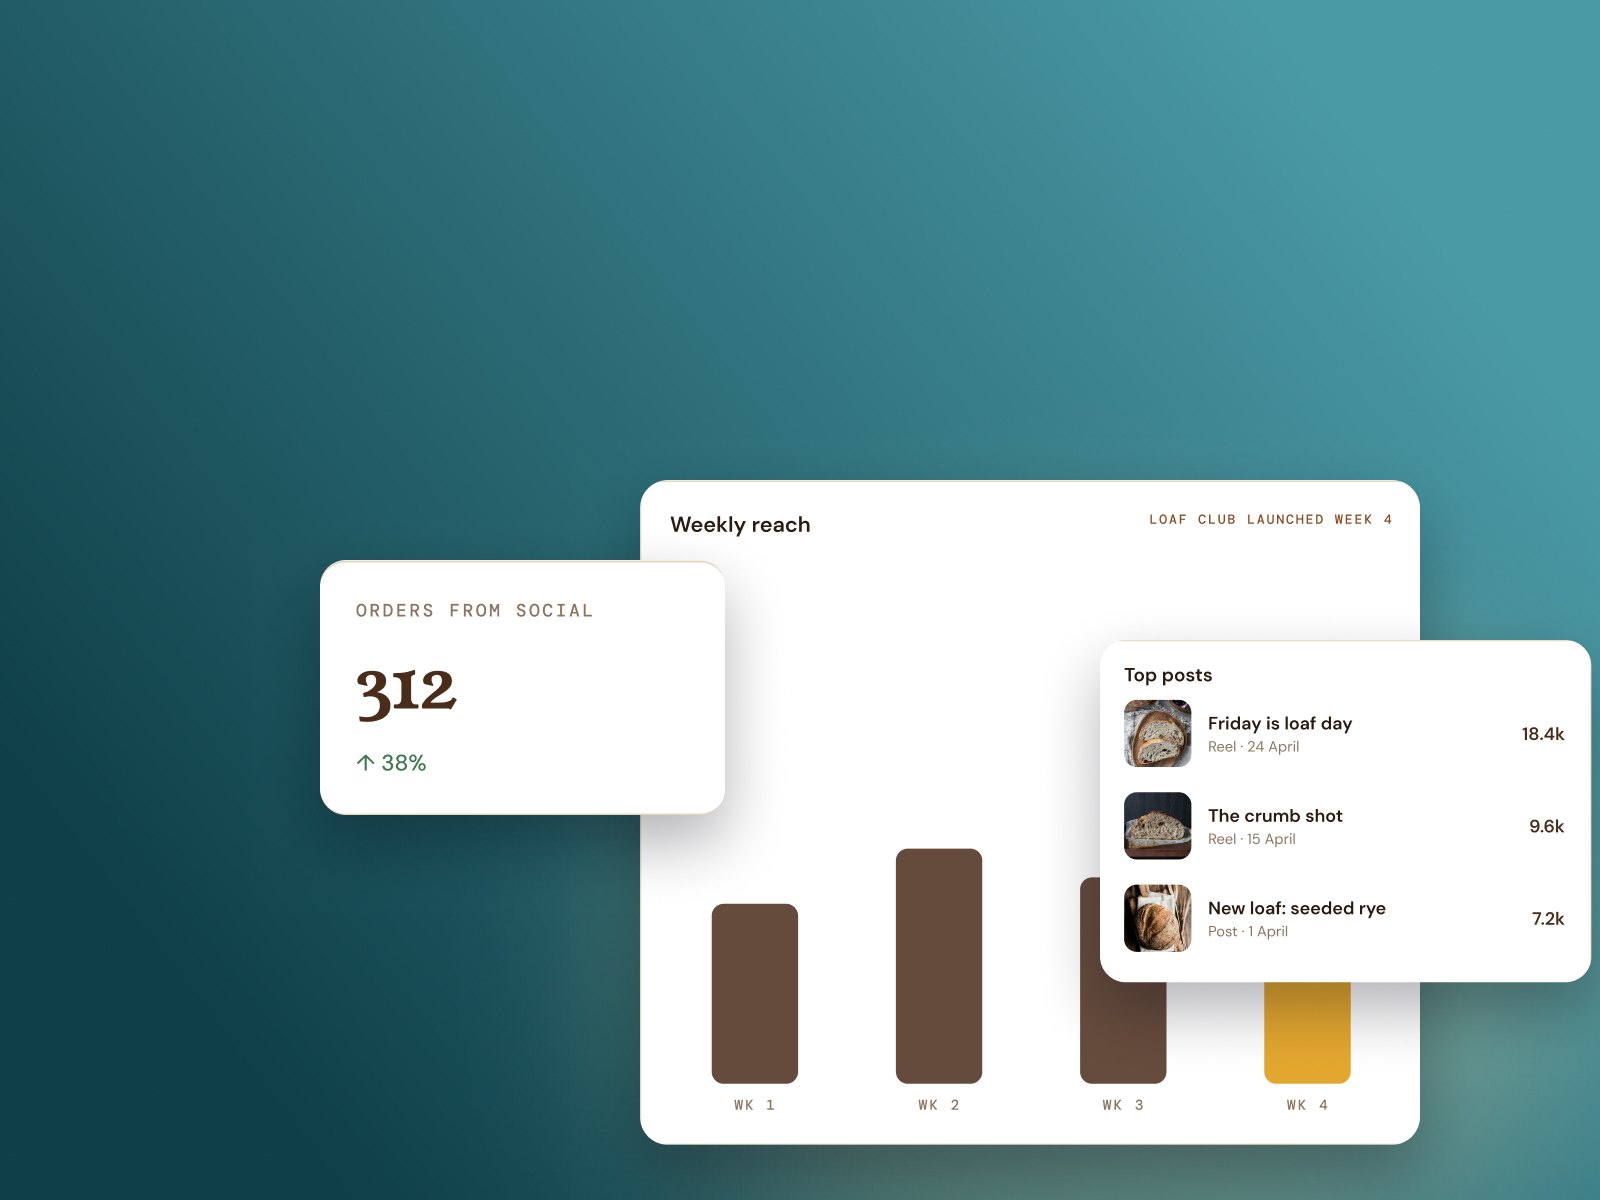 Weekly reach
LOAF CLUB LAUNCHED WEEK 4
ORDERS FROM SOCIAL
312
↑ 38%
Top posts
Friday is loaf day
Reel · 24 April
18.4k
The crumb shot
Reel · 15 April
9.6k
New loaf: seeded rye
Post · 1 April
7.2k
WK 1
WK 2
WK 3
WK 4